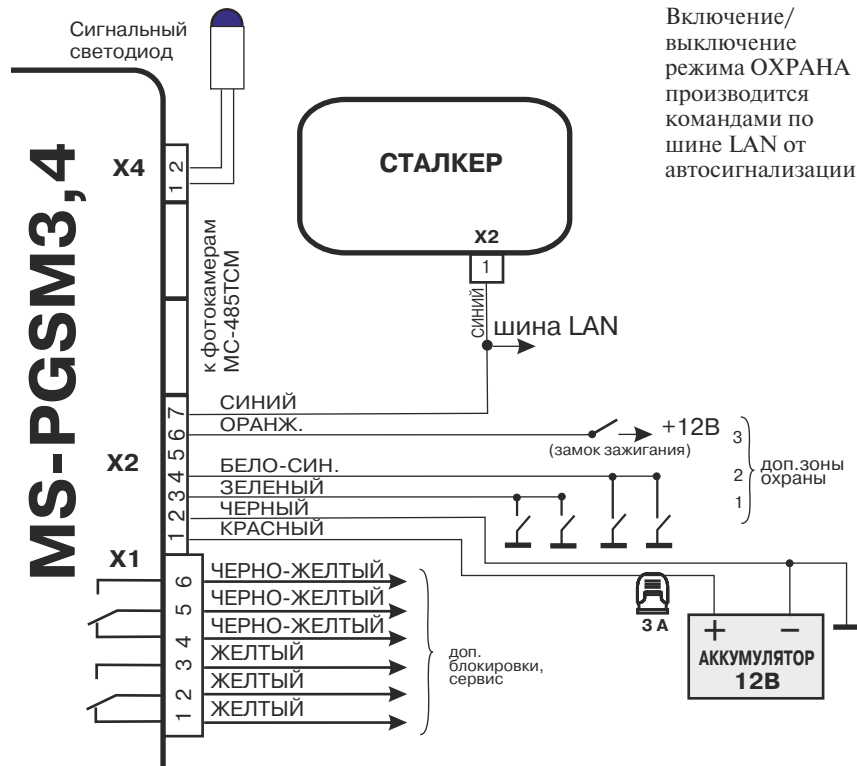 Сигнальный
светодиод
Включение/
выключение
режима ОХРАНА
производится
командами по
шине LAN от
автосигнализации
MS-PGSM3,4
X4
2
1
СТАЛКЕР
X2
1
СИНИЙ
шина LAN
к фотокамерам
МС-485ТСМ
X2
7
6
5
4
3
2
1
СИНИЙ
ОРАНЖ.
БЕЛО-СИН.
ЗЕЛЕНЫЙ
ЧЕРНЫЙ
КРАСНЫЙ
+12В
(замок зажигания)
3
2
1
доп.зоны
охраны
X1
6
5
4
3
2
1
ЧЕРНО-ЖЕЛТЫЙ
ЧЕРНО-ЖЕЛТЫЙ
ЧЕРНО-ЖЕЛТЫЙ
ЖЕЛТЫЙ
ЖЕЛТЫЙ
ЖЕЛТЫЙ
доп.
блокировки,
сервис
3 А
+ −
АККУМУЛЯТОР
12В